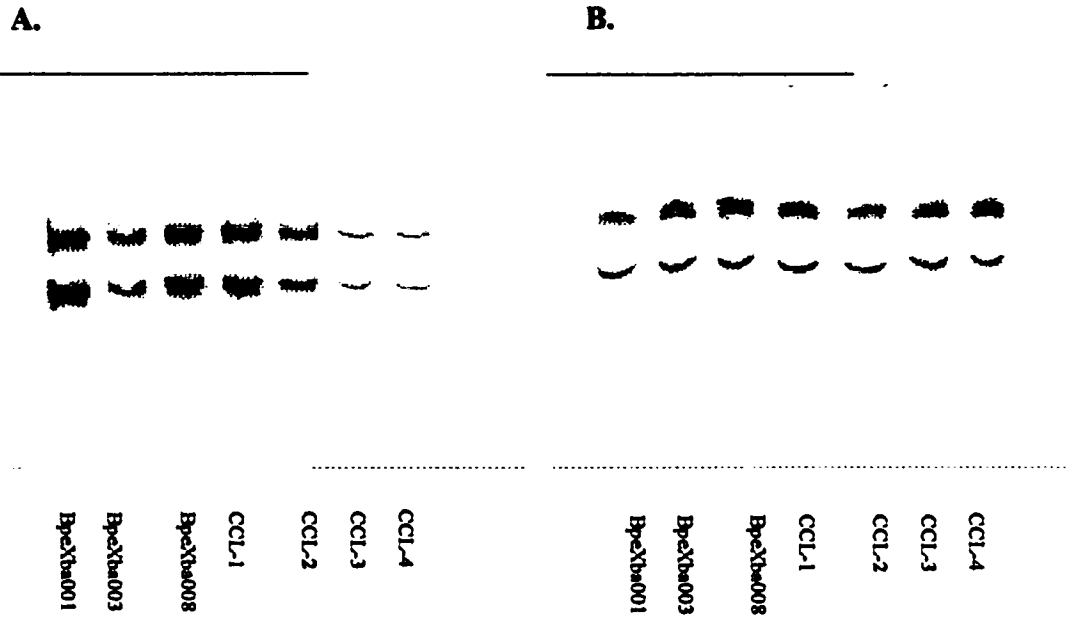 A.
B.
BpeXba001
BpeXba003
BpeXba008
CCL-1
CCL-2
CCL-3
CCL-4
BpeXba001
BpeXba003
BpeXba008
CCL-1
CCL-2
CCL-3
CCL-4